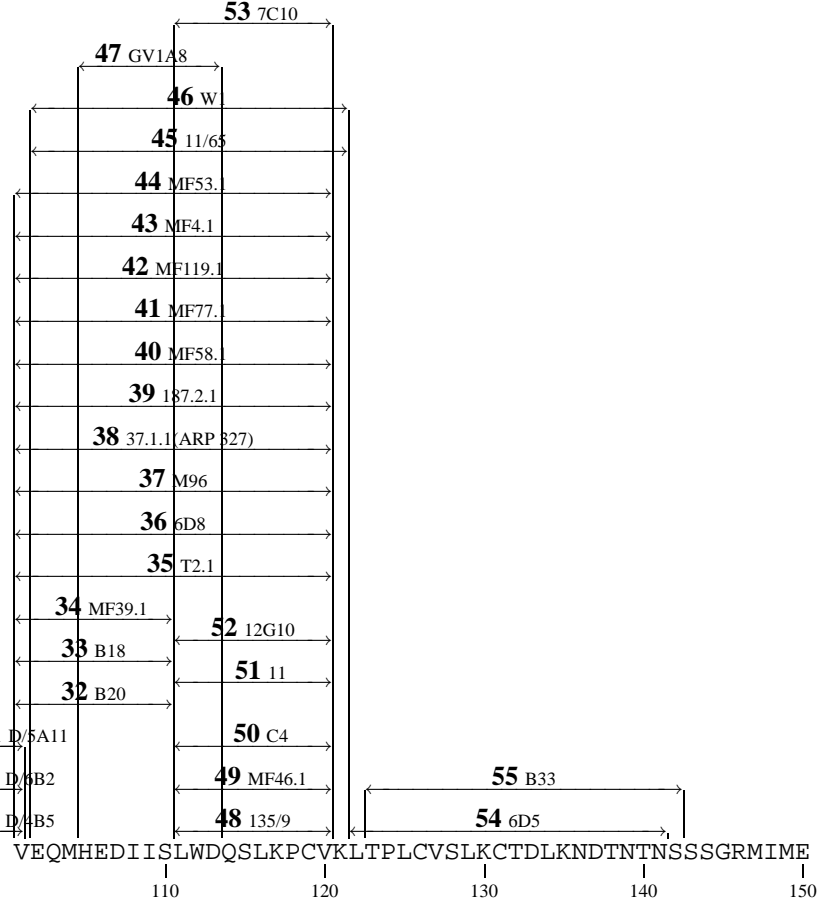 53 7C10
47 GV1A8
46 W1
45 11/65
44 MF53.1
43 MF4.1
42 MF119.1
41 MF77.1
40 MF58.1
39 187.2.1
38 37.1.1(ARP 327)
37 M96
36 6D8
35 T2.1
34 MF39.1
52 12G10
33 B18
51 11
32 B20
D/5A11
50 C4
D/6B2
49 MF46.1
55 B33
D/4B5
48 135/9
54 6D5
VEQMHEDIISLWDQSLKPCVKLTPLCVSLKCTDLKNDTNTNSSSGRMIME
110 120 130 140 150